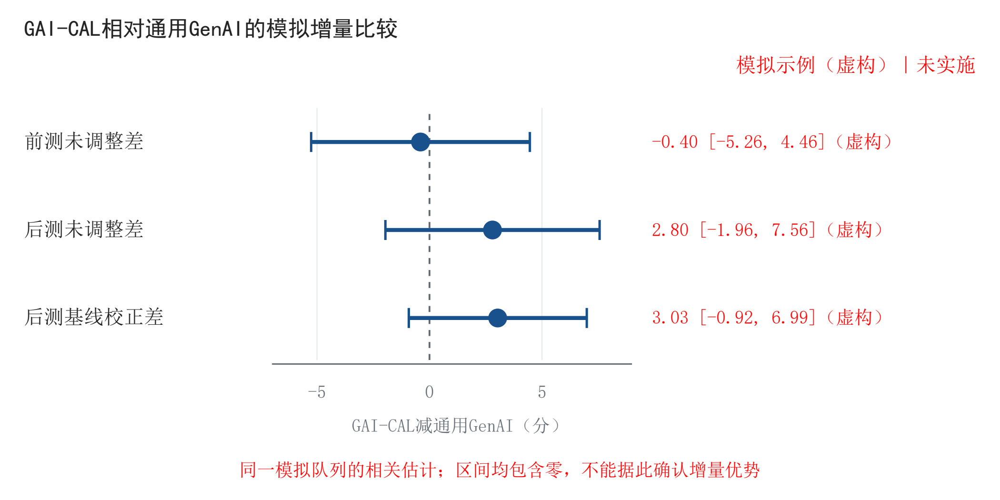 GAI-CAL相对通用GenAI的模拟增量比较
模拟示例（虚构）|未实施
前测未调整差
-0.40 [-5.26, 4.46]（虚构）
后测未调整差
2.80 [-1.96, 7.56]（虚构）
后测基线校正差
3.03 [-0.92, 6.99]（虚构）
-5 0 5
GAI-CAL减通用GenAI（分）
同一模拟队列的相关估计；区间均包含零，不能据此确认增量优势